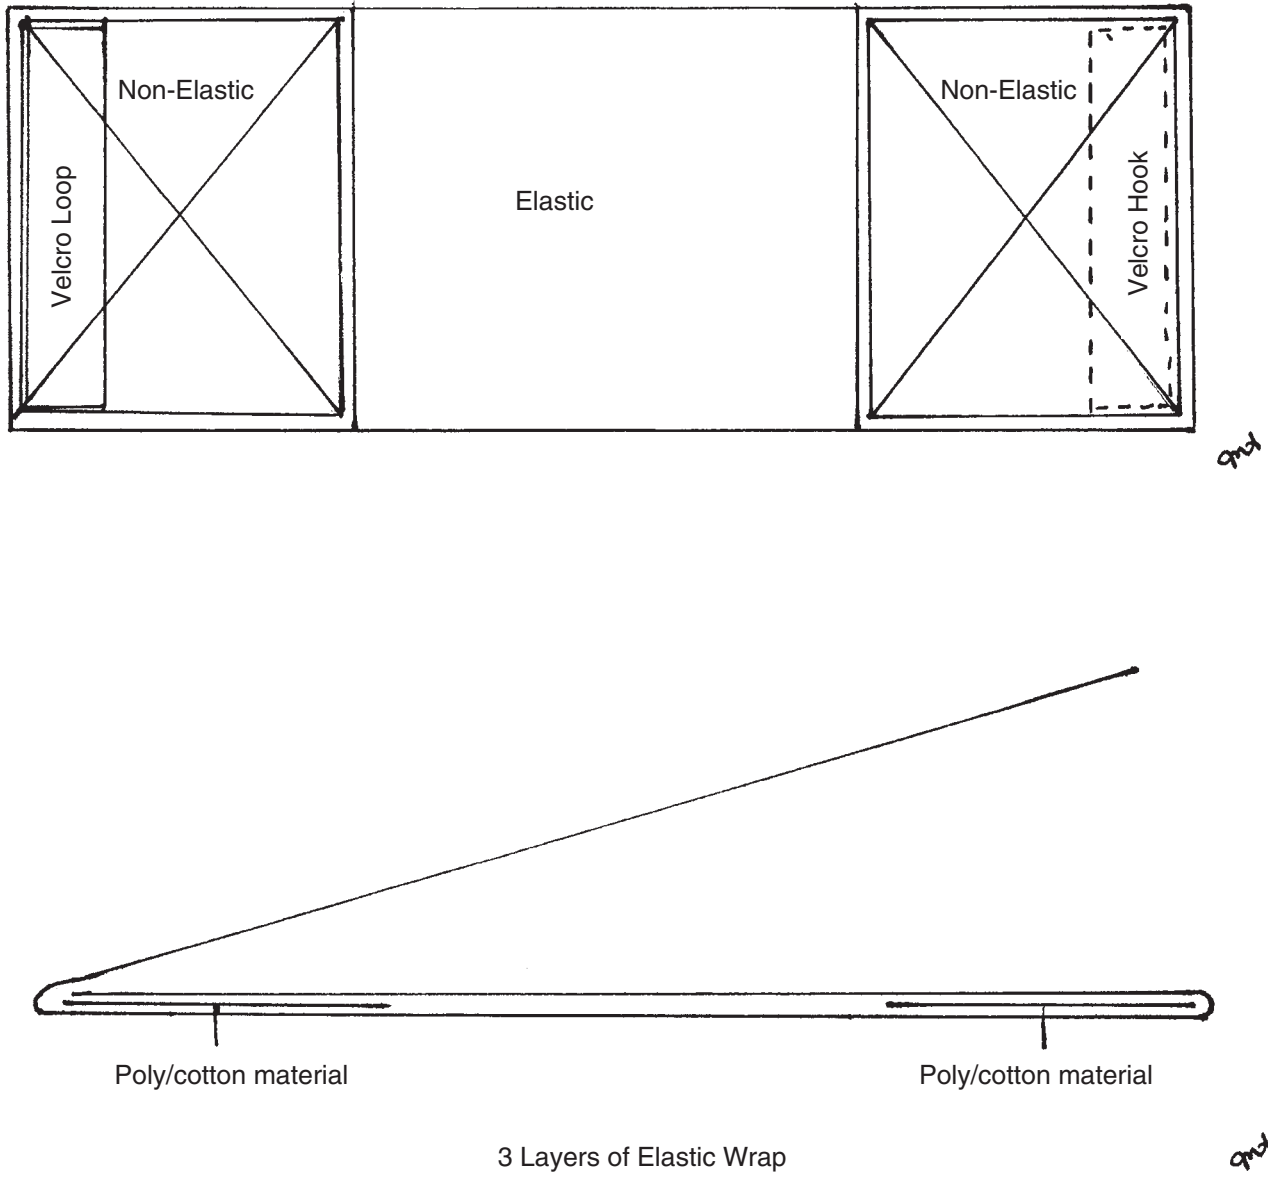 Non-Elastic
Non-Elastic
Velcro Loop
Elastic
Velcro Hook
Poly/cotton material
Poly/cotton material
3 Layers of Elastic Wrap